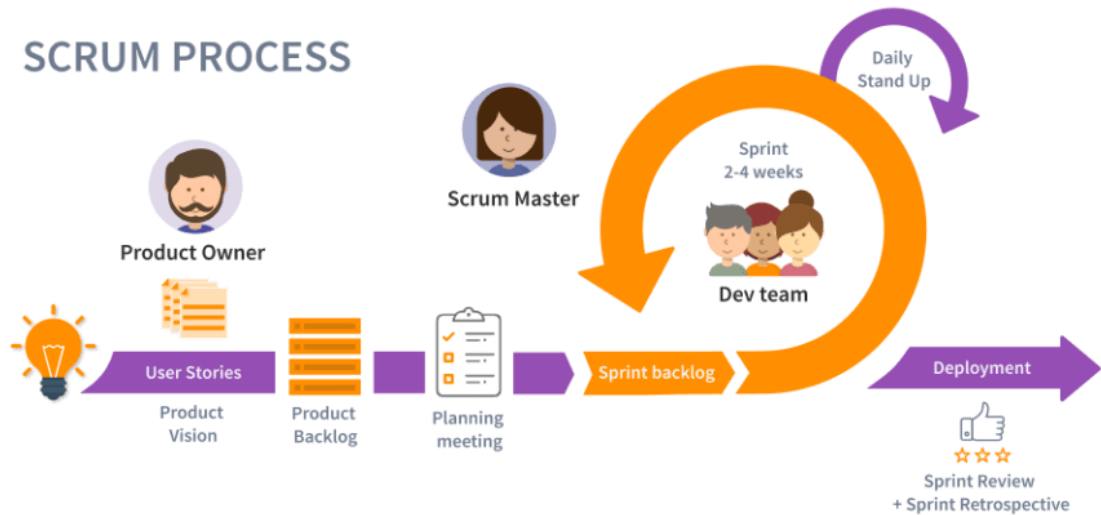 SCRUM PROCESS
Daily
Stand Up
Sprint
2-4 weeks
Scrum Master
Product Owner
Dev team
User Stories
Sprint backlog
Deployment
Product
Vision
Product
Backlog
Planning
meeting
Sprint Review
+ Sprint Retrospective